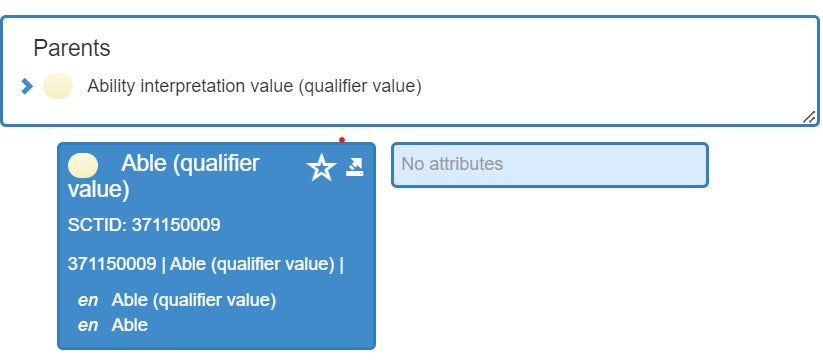 Parents
Ability interpretation value (qualifier value)
Able (qualifier
value)
No attributes
SCTID: 371150009
371150009 | Able (qualifier value) |
en Able (qualifier value)
en Able